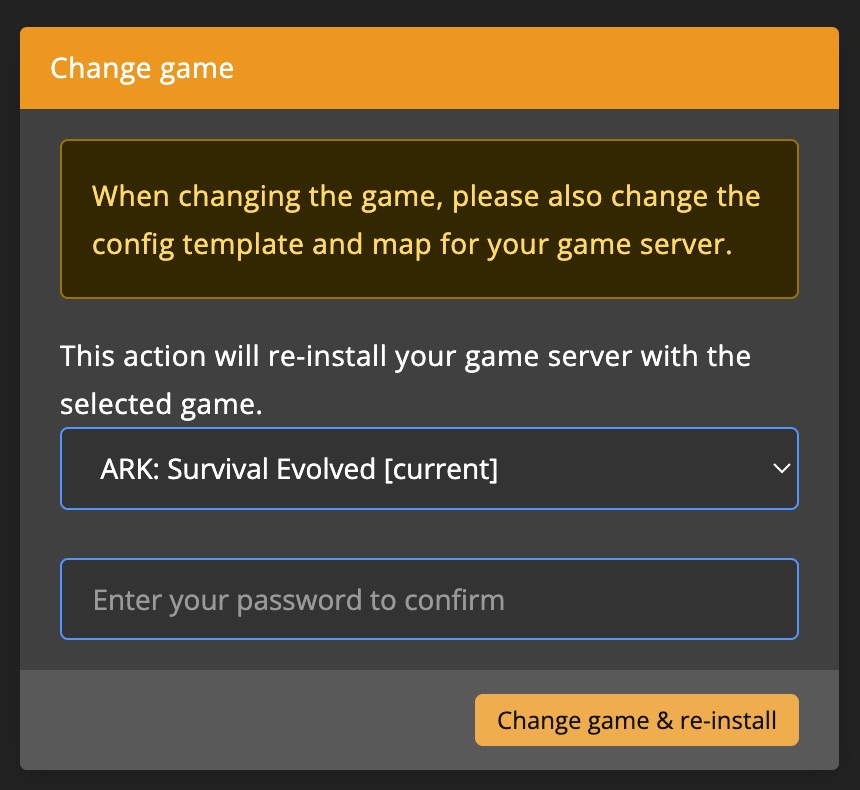 Change game
When changing the game, please also change the
config template and map for your game server.
This action will re-install your game server with the
selected game.
ARK: Survival Evolved [current]
Enter your password to confirm
Change game & re-install